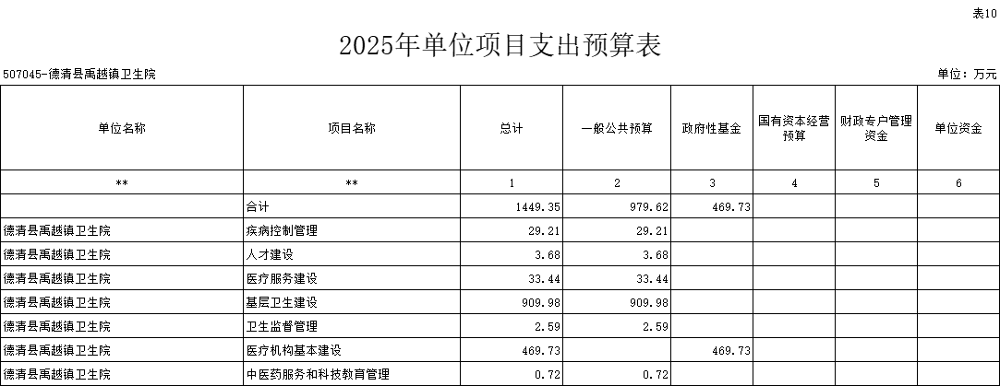 表10
2025年单位项目支出预算表
507045-德清县禹越镇卫生院 单位：万元
单位名称 项目名称 总计 一般公共预算 政府性基金 国有资本经营预算 财政专户管理资金 单位资金
** ** 1 2 3 4 5 6
合计 1449.35 979.62 469.73
德清县禹越镇卫生院 疾病控制管理 29.21 29.21
德清县禹越镇卫生院 人才建设 3.68 3.68
德清县禹越镇卫生院 医疗服务建设 33.44 33.44
德清县禹越镇卫生院 基层卫生建设 909.98 909.98
德清县禹越镇卫生院 卫生监督管理 2.59 2.59
德清县禹越镇卫生院 医疗机构基本建设 469.73 469.73
德清县禹越镇卫生院 中医药服务和科技教育管理 0.72 0.72